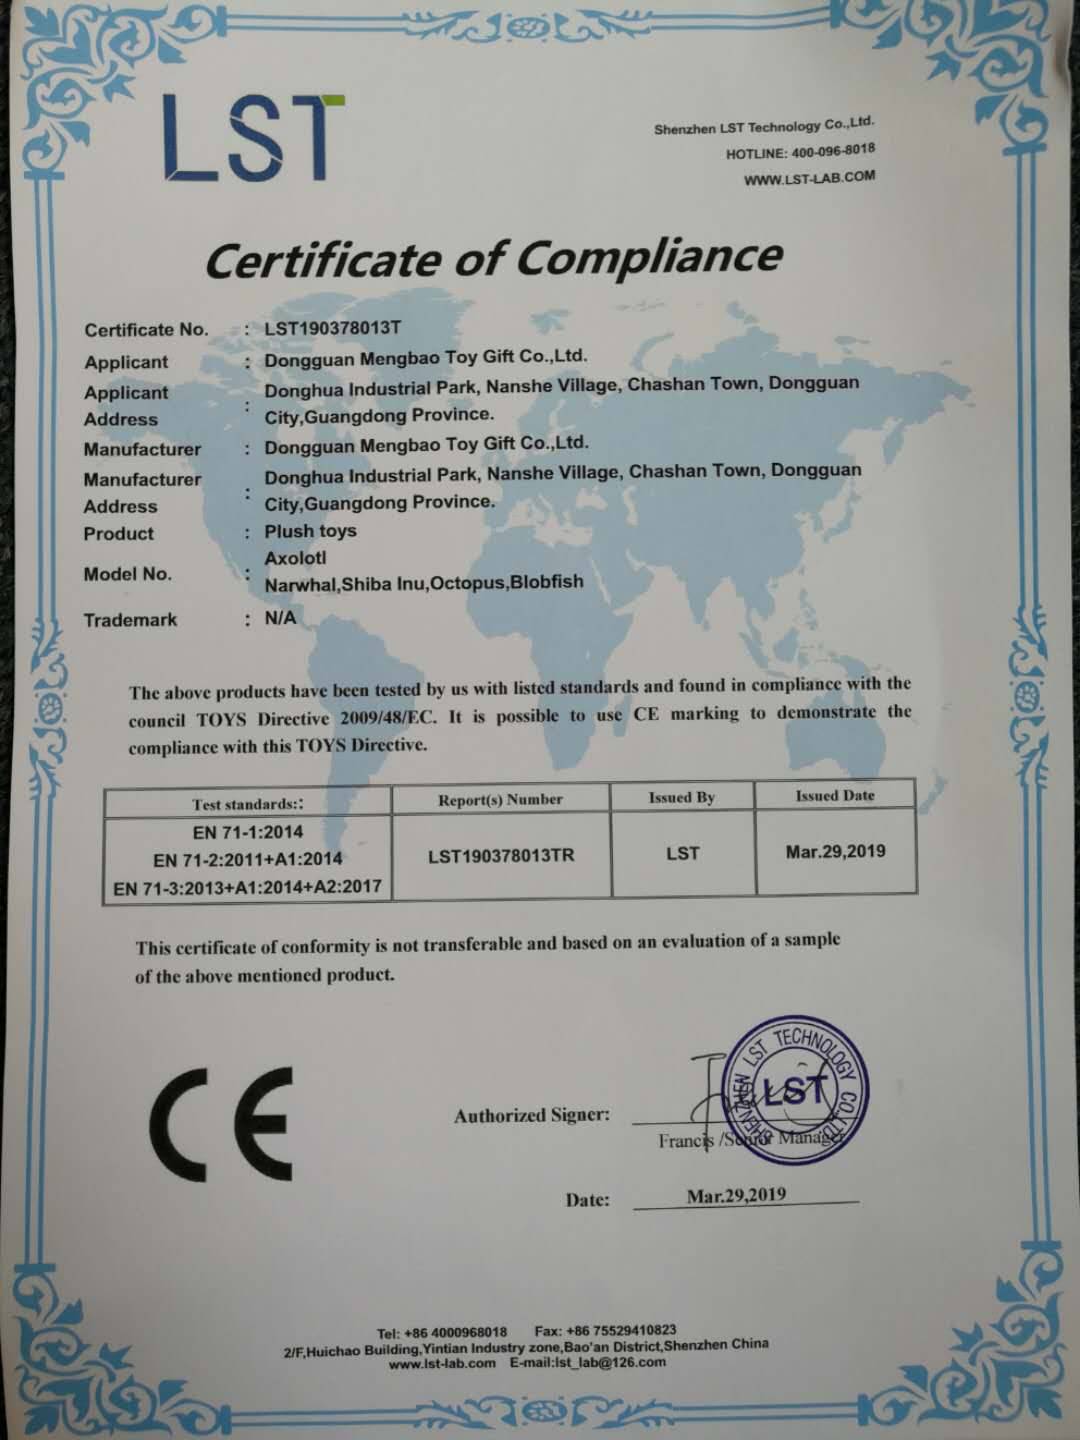 LST
Shenzhen LST Technology Co.,Ltd.
HOTLINE: 400-096-8018
WWW.LST-LAB.COM
Certificate of Compliance
Certificate No. : LST190378013T
Applicant : Dongguan Mengbao Toy Gift Co.,Ltd.
Applicant Address : Donghua Industrial Park, Nanshe Village, Chashan Town, Dongguan
City,Guangdong Province.
Manufacturer : Dongguan Mengbao Toy Gift Co.,Ltd.
Manufacturer Address : Donghua Industrial Park, Nanshe Village, Chashan Town, Dongguan
City,Guangdong Province.
Product : Plush toys
Model No. : Axolotl
Narwhal,Shiba Inu,Octopus,Blobfish
Trademark : N/A
The above products have been tested by us with listed standards and found in compliance with the
council TOYS Directive 2009/48/EC. It is possible to use CE marking to demonstrate the
compliance with this TOYS Directive.
Test standards:: Report(s) Number Issued By Issued Date
EN 71-1:2014
EN 71-2:2011+A1:2014
EN 71-3:2013+A1:2014+A2:2017
LST190378013TR LST Mar.29,2019
This certificate of conformity is not transferable and based on an evaluation of a sample
of the above mentioned product.
CE
SHENZHEN LST TECHNOLOGY CO.,LTD.
LST
Authorized Signer:
Francis /Senior Manager
Date: Mar.29,2019
Tel: +86 4000968018 Fax: +86 75529410823
2/F,Huichao Building,Yintian Industry zone,Bao'an District,Shenzhen China
www.lst-lab.com E-mail:lst_lab@126.com